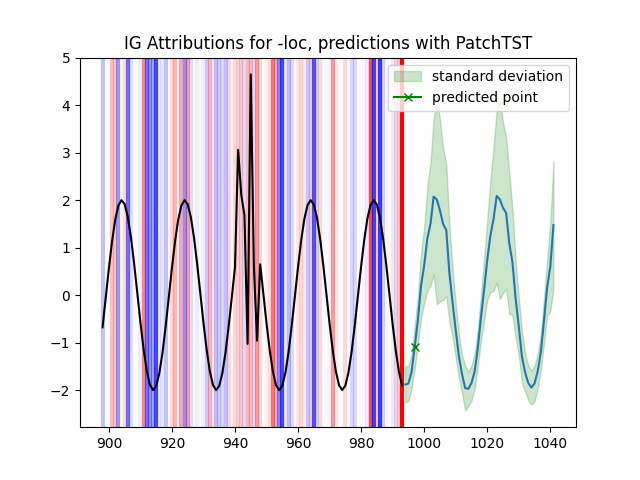 IG Attributions for -loc, predictions with PatchTST
standard deviation
predicted point
5
4
3
2
1
0
−1
−2
900 920 940 960 980 1000 1020 1040